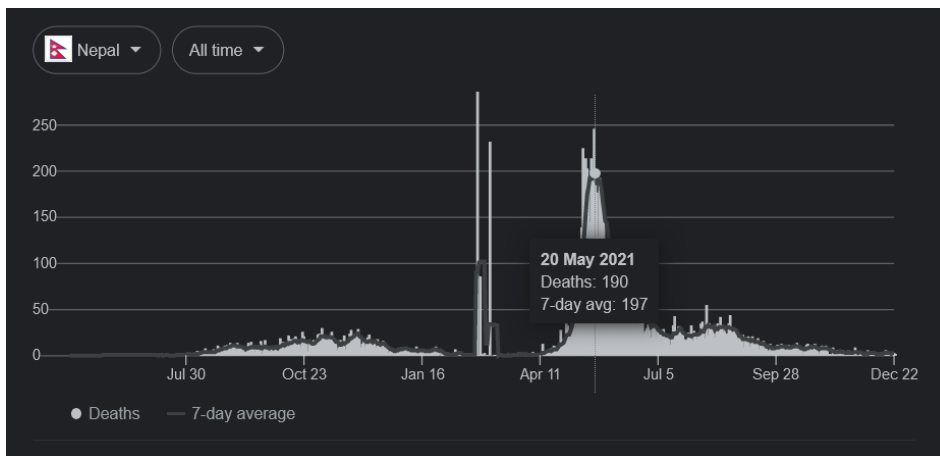 Nepal All time
250
200
150
100
50
0
20 May 2021
Deaths: 190
7-day avg: 197
Jul 30 Oct 23 Jan 16 Apr 11 Jul 5 Sep 28 Dec 22
Deaths 7-day average